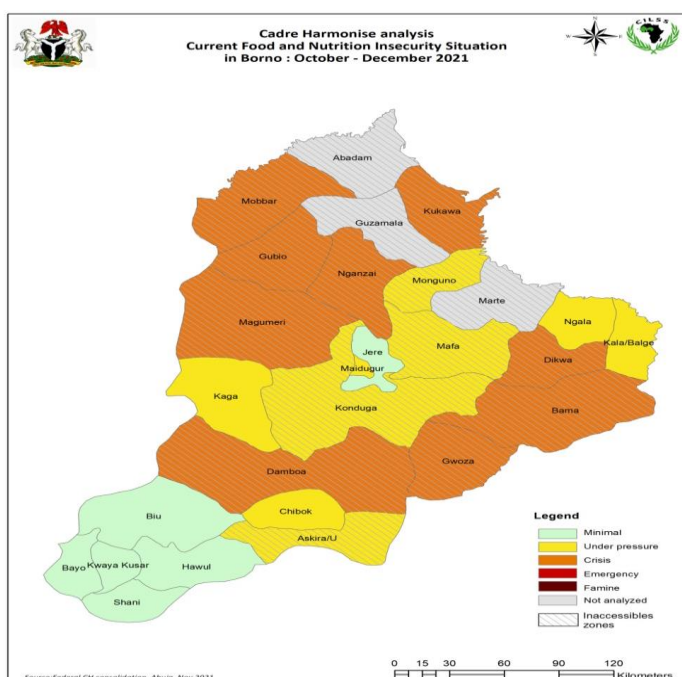 Cadre Harmonise analysis
Current Food and Nutrition Insecurity Situation
in Borno : October - December 2021
CILSS
Abadam
Mobbar
Kukawa
Guzamala
Gubio
Nganzai
Monguno
Marte
Magumeri
Ngala
Jere
Mafa
Kala/Balge
Dikwa
Maidugur
Kaga
Konduga
Bama
Gwoza
Damboa
Chibok
Biu
Askira/U
Bayo
Kwaya Kusar
Hawul
Shani
Legend
Minimal
Under pressure
Crisis
Emergency
Famine
Not analyzed
Inaccessibles
zones
0 15 30 60 90 120
Kilometers